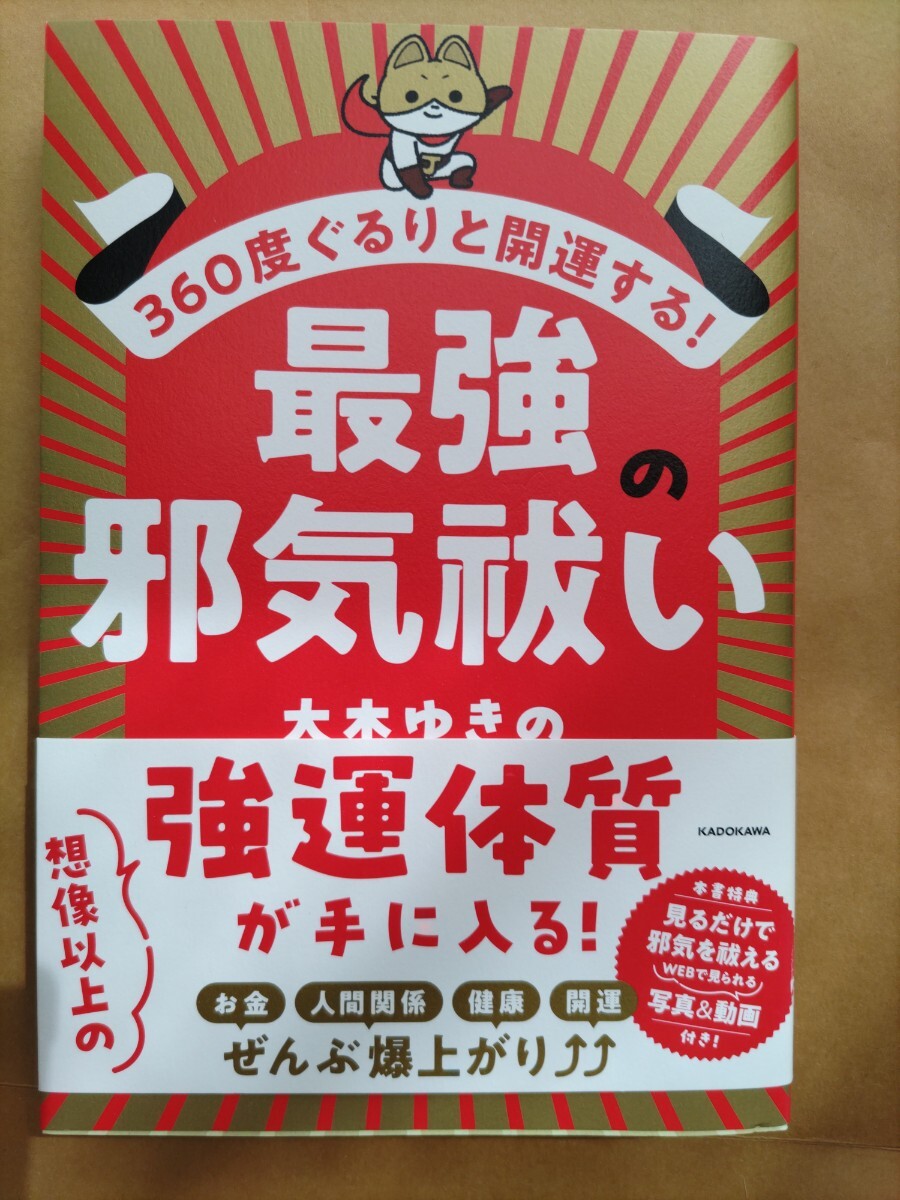 J
360度ぐるりと開運する!
最強の
邪気祓い
大木ゆきの
想像以上の
強運体質
が手に入る!
KADOKAWA
お金
人間関係
健康
開運
ぜんぶ爆上がり⤴⤴
本書特典
見るだけで
邪気を祓える
WEBで見られる
写真&動画
付き!